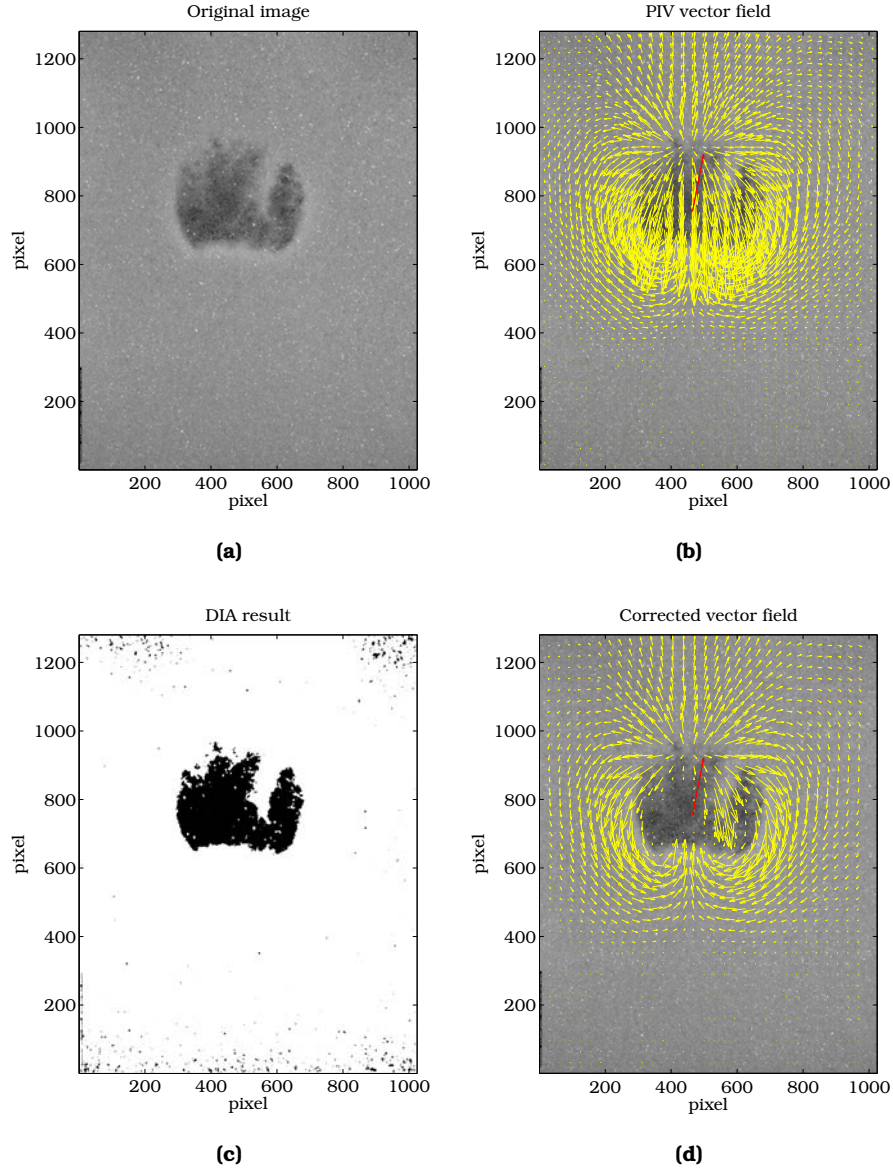 Original image
PIV vector field
1200
1000
800
600
400
200
pixel
200 400 600 800 1000
pixel
1200
1000
800
600
400
200
pixel
200 400 600 800 1000
pixel
(a)
(b)
DIA result
Corrected vector field
1200
1000
800
600
400
200
pixel
200 400 600 800 1000
pixel
1200
1000
800
600
400
200
pixel
200 400 600 800 1000
pixel
(c)
(d)